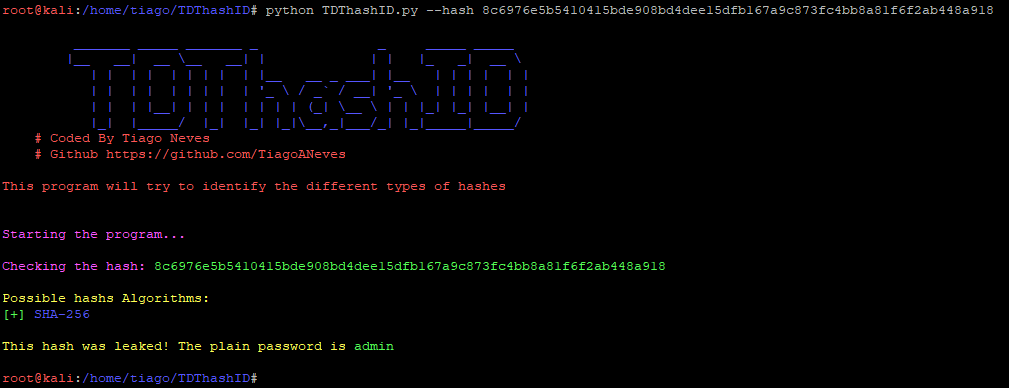 root@kali:/home/tiago/TDThashID# python TDThashID.py --hash 8c6976e5b5410415bde908bd4dee15dfb167a9c873fc4bb8a81f6f2ab448a918
TDThashID
# Coded By Tiago Neves
# Github https://github.com/TiagoANeves
This program will try to identify the different types of hashes
Starting the program...
Checking the hash: 8c6976e5b5410415bde908bd4dee15dfb167a9c873fc4bb8a81f6f2ab448a918
Possible hashs Algorithms:
[+] SHA-256
This hash was leaked! The plain password is admin
root@kali:/home/tiago/TDThashID#